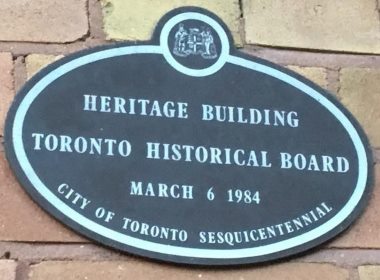 HERITAGE BUILDING
TORONTO HISTORICAL BOARD
MARCH 6 1984
CITY OF TORONTO SESQUICENTENNIAL